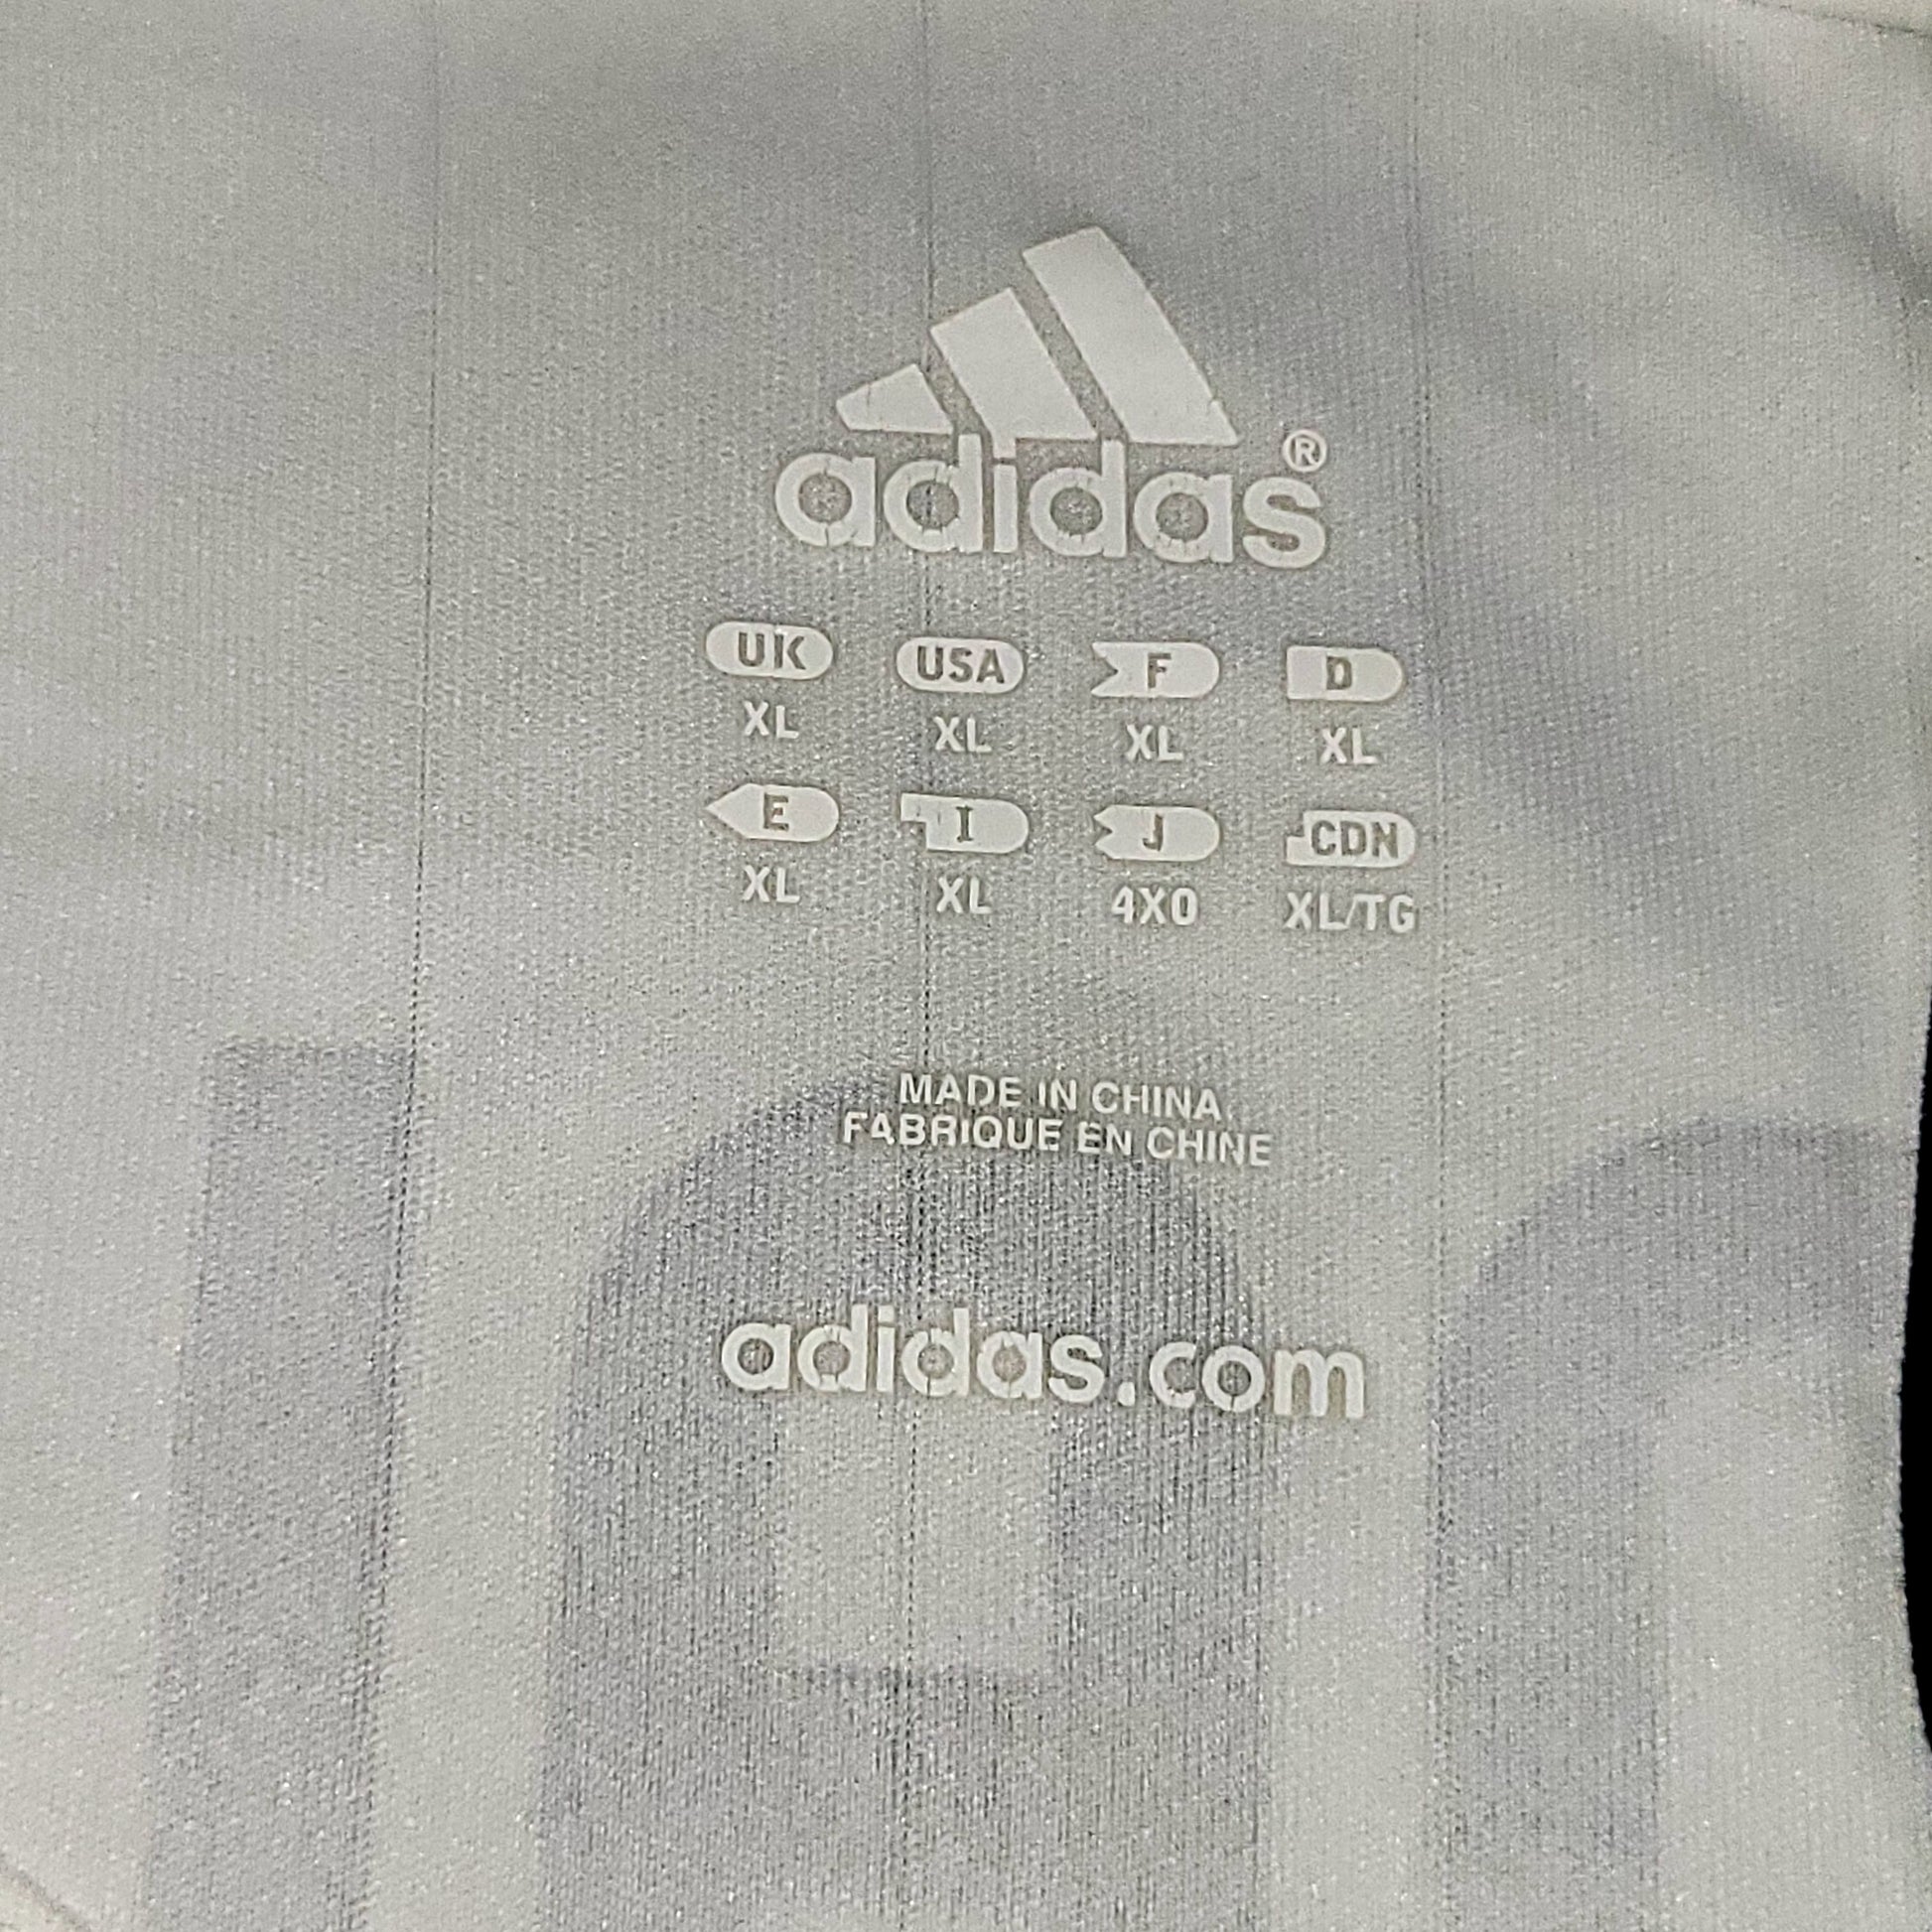 adidas®
UK USA F D
XL XL XL XL
E I J CDN
XL XL 4XO XL/TG
MADE IN CHINA
FABRIQUE EN CHINE
adidas.com